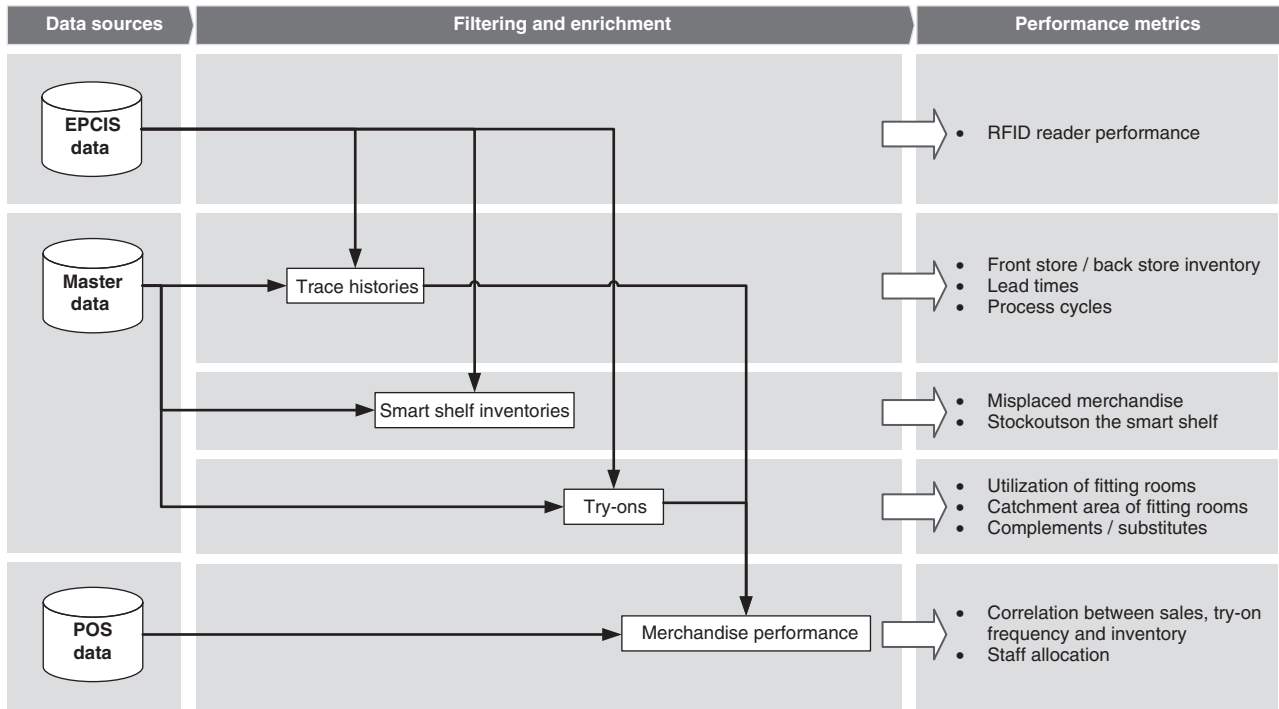 Data sources
Filtering and enrichment
Performance metrics
EPCIS
data
• RFID reader performance
Master
data
Trace histories
• Front store / back store inventory
• Lead times
• Process cycles
Smart shelf inventories
• Misplaced merchandise
• Stockoutson the smart shelf
Try-ons
• Utilization of fitting rooms
• Catchment area of fitting rooms
• Complements / substitutes
POS
data
Merchandise performance
• Correlation between sales, try-on
frequency and inventory
• Staff allocation